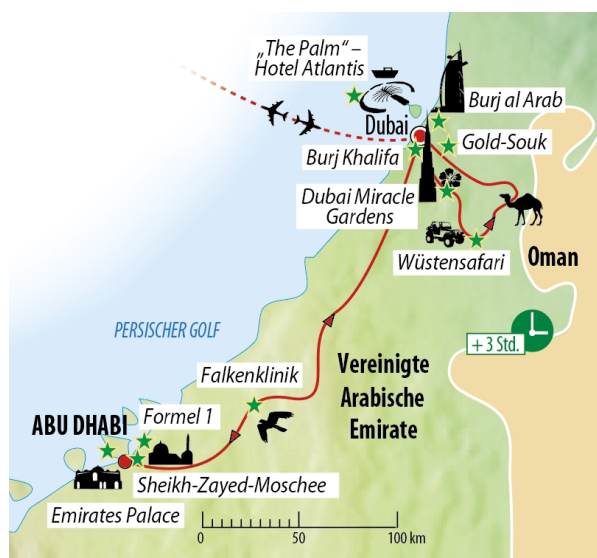 „The Palm“ –
Hotel Atlantis
Burj al Arab
Dubai
Gold-Souk
Burj Khalifa
Dubai Miracle
Gardens
Wüstensafari
Oman
PERSISCHER GOLF
+ 3 Std.
Vereinigte
Arabische
Emirate
Falkenklinik
Formel 1
ABU DHABI
Sheikh-Zayed-Moschee
Emirates Palace
0 50 100 km